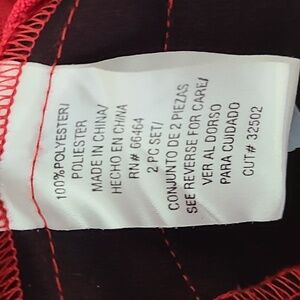 100%POLYESTER/
POLIESTER
MADE IN CHINA/
HECHO EN CHINA
RN# 66464
2 PC SET/
CONJUNTO DE 2 PIEZAS
SEE REVERSE FOR CARE/
VER AL DORSO
PARA CUIDADO
CUT# 32502